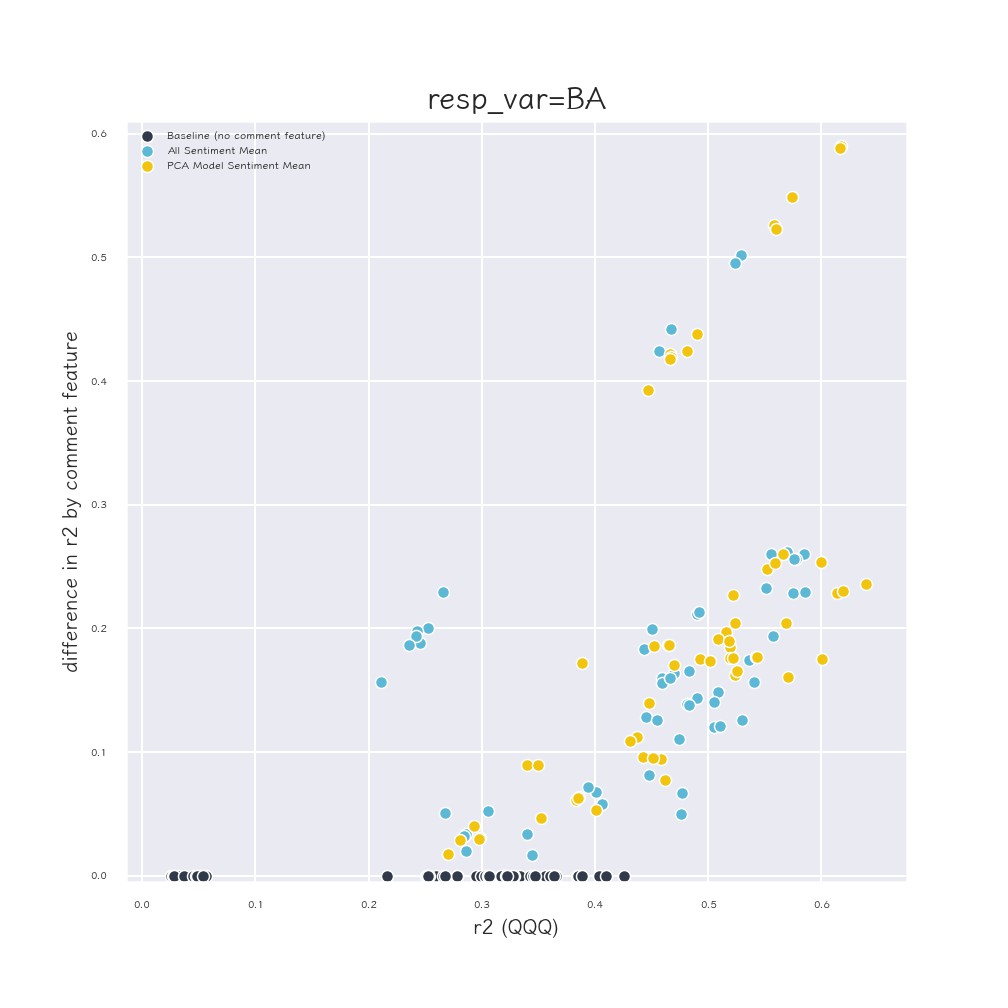 resp_var=BA
Baseline (no comment feature)
All Sentiment Mean
PCA Model Sentiment Mean
difference in r2 by comment feature
0.6
0.5
0.4
0.3
0.2
0.1
0.0
0.0 0.1 0.2 0.3 0.4 0.5 0.6
r2 (QQQ)